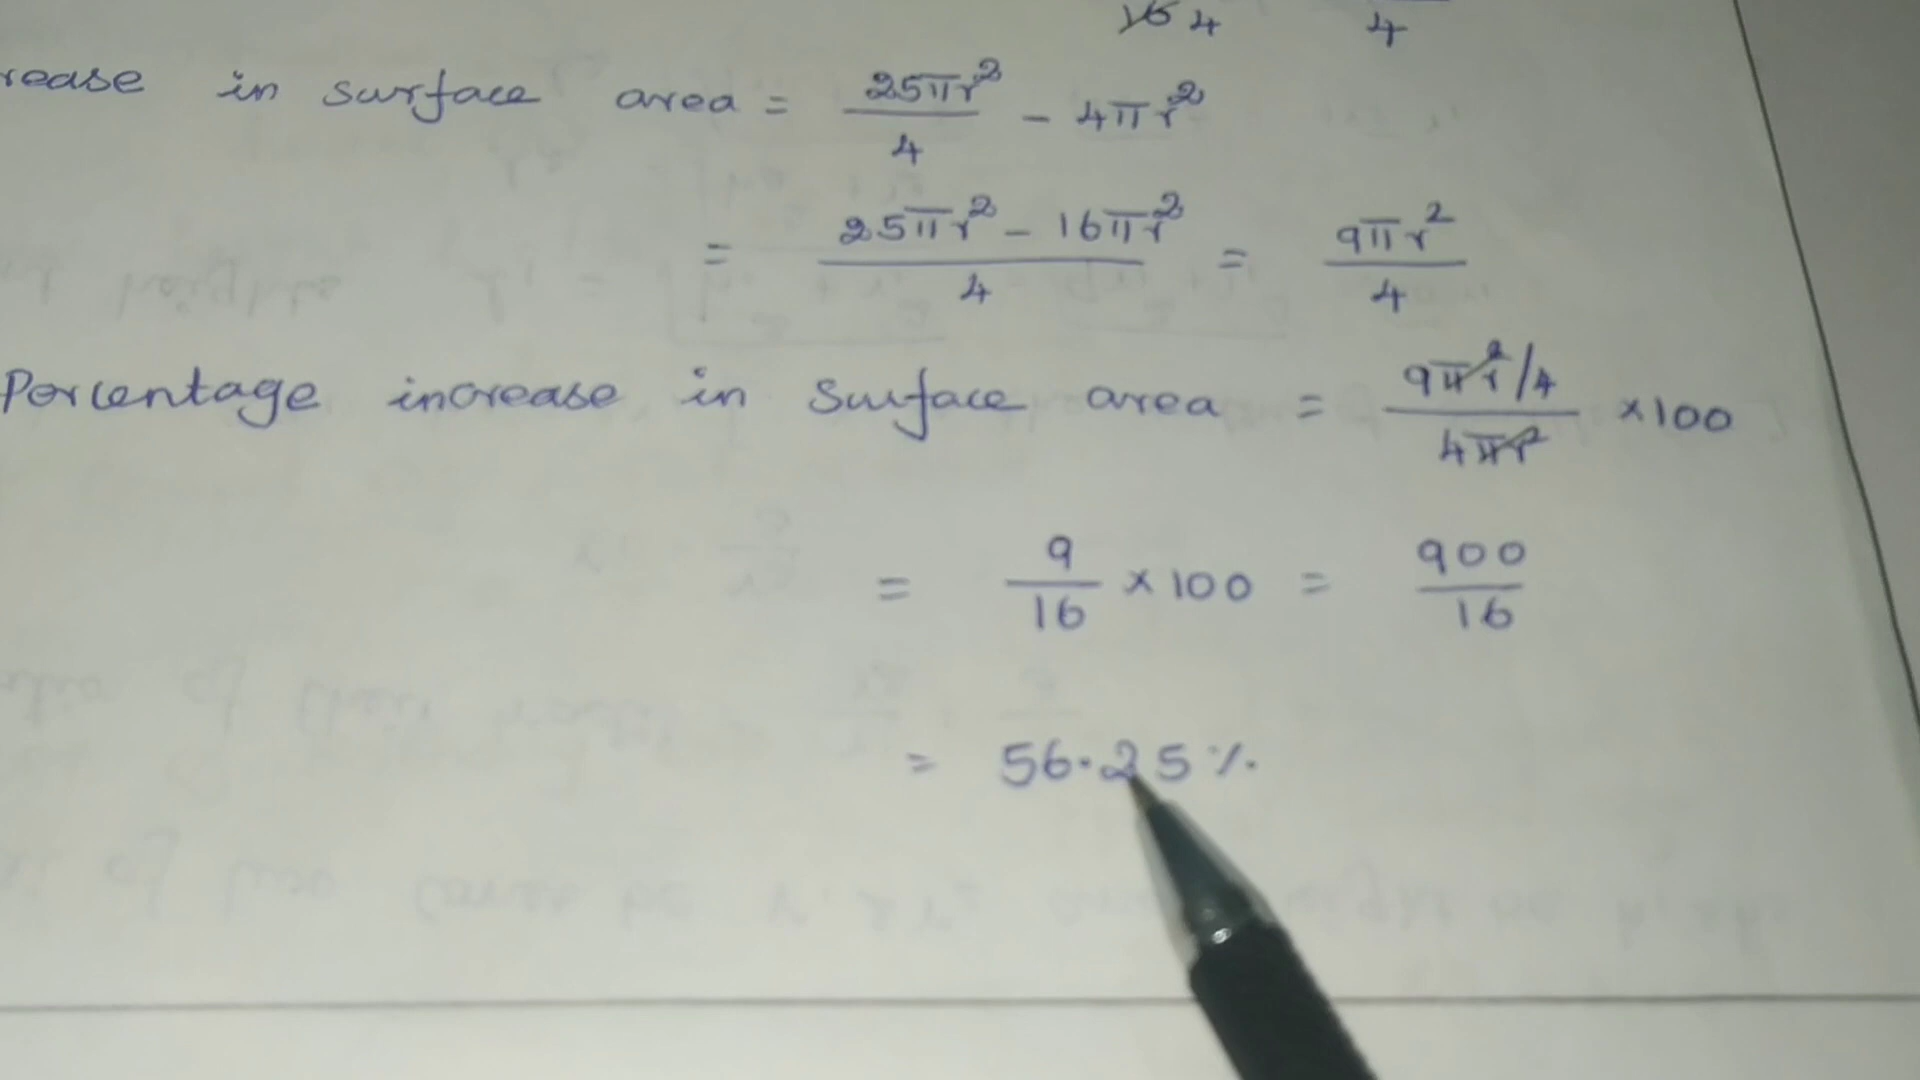 16 4 4
rease in surface area = 25πr²/4 - 4πr²
= 25πr² - 16πr²/4 = 9πr²/4
Percentage increase in surface area = 9πr²/4/4πr² ×100
= 9/16 × 100 = 900/16
= 56.25%